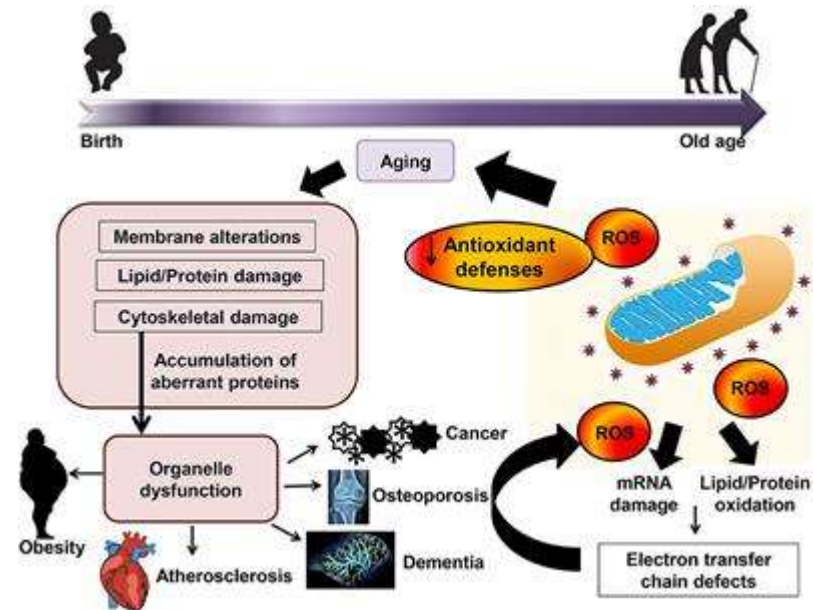 Birth
Old age
Aging
Membrane alterations
Lipid/Protein damage
Cytoskeletal damage
Accumulation of
aberrant proteins
Antioxidant
defenses
ROS
ROS
ROS
mRNA
damage
Lipid/Protein
oxidation
Electron transfer
chain defects
Organelle
dysfunction
Cancer
Osteoporosis
Dementia
Atherosclerosis
Obesity